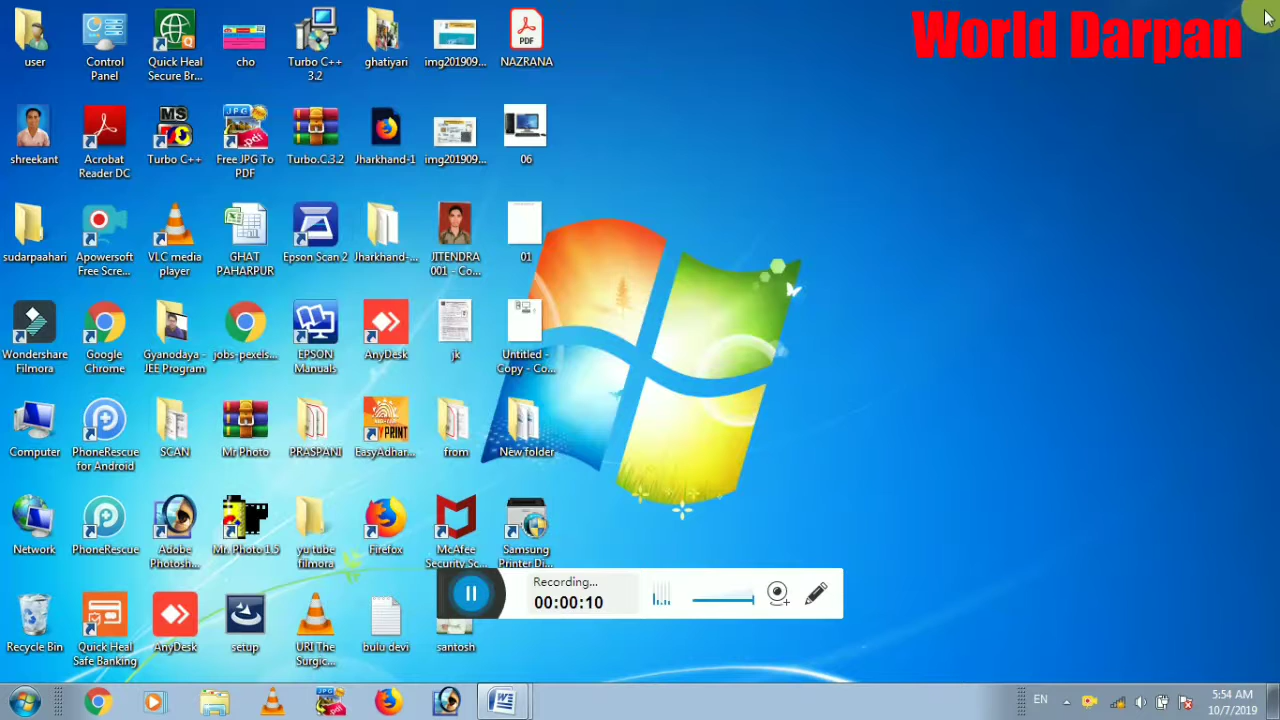 World Darpan
user
Control
Panel
Quick Heal
Secure Br...
cho
Turbo C++
3.2
ghatiyari
img201909...
PDF
NAZRANA
shreekant
Acrobat
Reader DC
MS
Turbo C++
JPG
Free JPG To
PDF
Turbo.C.3.2
Jharkhand-1
img201909...
06
sudarpaahari
Apowersoft
Free Scre...
VLC media
player
GHAT
PAHARPUR
Epson Scan 2
Jharkhand-...
JITENDRA
001 - Co...
01
Wondershare
Filmora
Google
Chrome
Gyanodaya -
JEE Program
jobs-pexels...
EPSON
Manuals
AnyDesk
jk
Untitled -
Copy - Co...
Computer
PhoneRescue
for Android
SCAN
Mr Photo
PRASPANI
EasyAdhar...
from
New folder
Network
PhoneRescue
Adobe
Photosh...
Mr. Photo 1.5
yu tube
filmora
Firefox
McAfee
Security Sc...
Samsung
Printer Di...
Recording...
00:00:10
Recycle Bin
Quick Heal
Safe Banking
AnyDesk
setup
URI The
Surgic...
bulu devi
santosh
EN
5:54 AM
10/7/2019